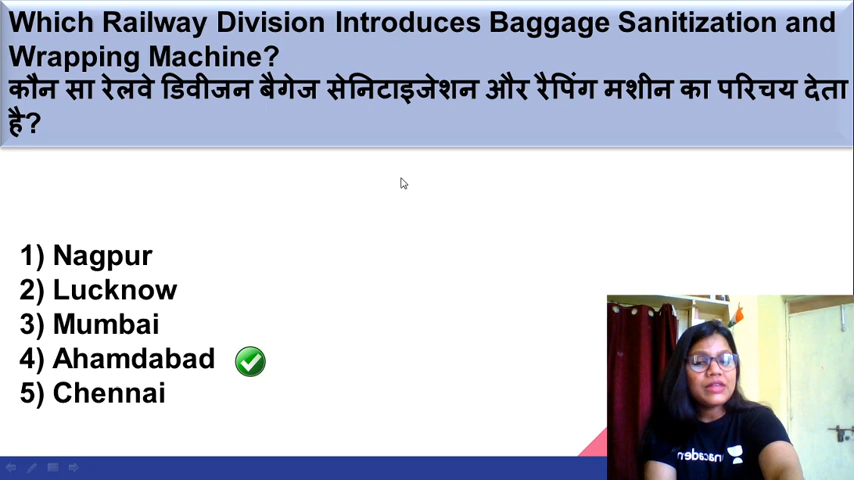 Which Railway Division Introduces Baggage Sanitization and
Wrapping Machine?
कौन सा रेलवे डिवीजन बैगेज सेनिटाइजेशन और रैपिंग मशीन का परिचय देता
है?
1) Nagpur
2) Lucknow
3) Mumbai
4) Ahamdabad
5) Chennai